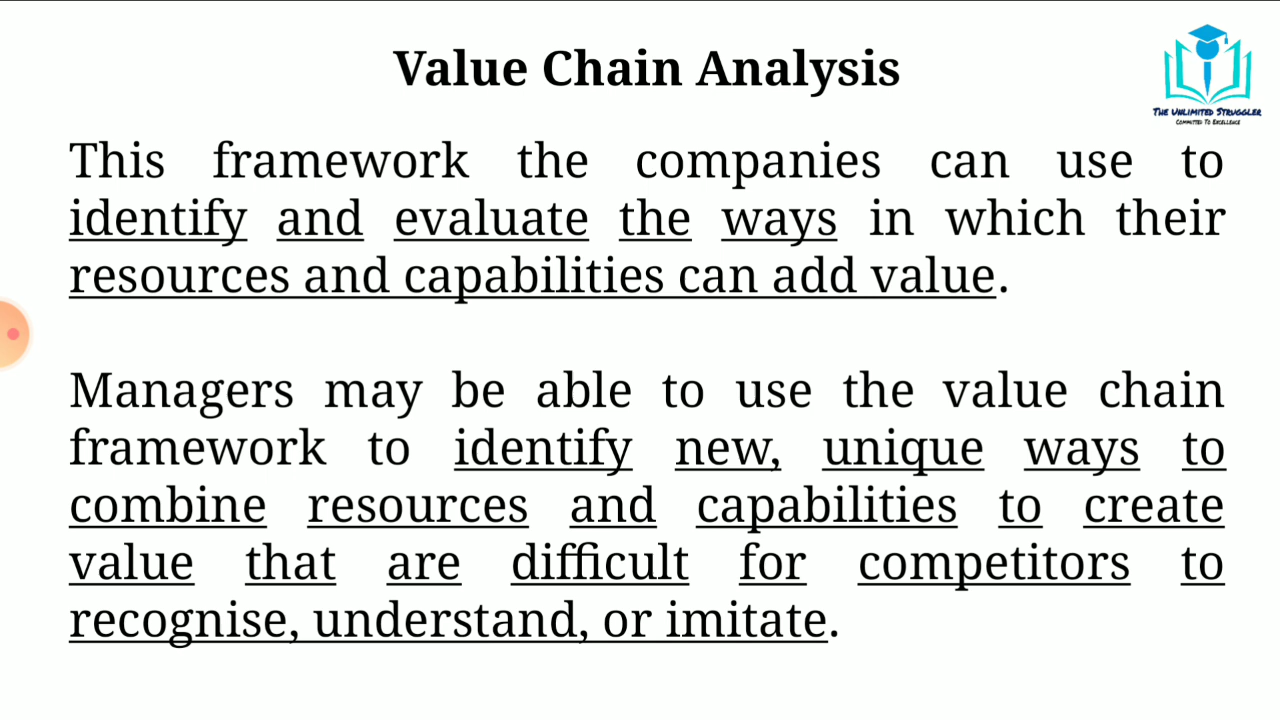 Value Chain Analysis
THE UNLIMITED STRUGGLER
COMMITTED TO EXCELLENCE
This framework the companies can use to
identify and evaluate the ways in which their
resources and capabilities can add value.
Managers may be able to use the value chain
framework to identify new, unique ways to
combine resources and capabilities to create
value that are difficult for competitors to
recognise, understand, or imitate.